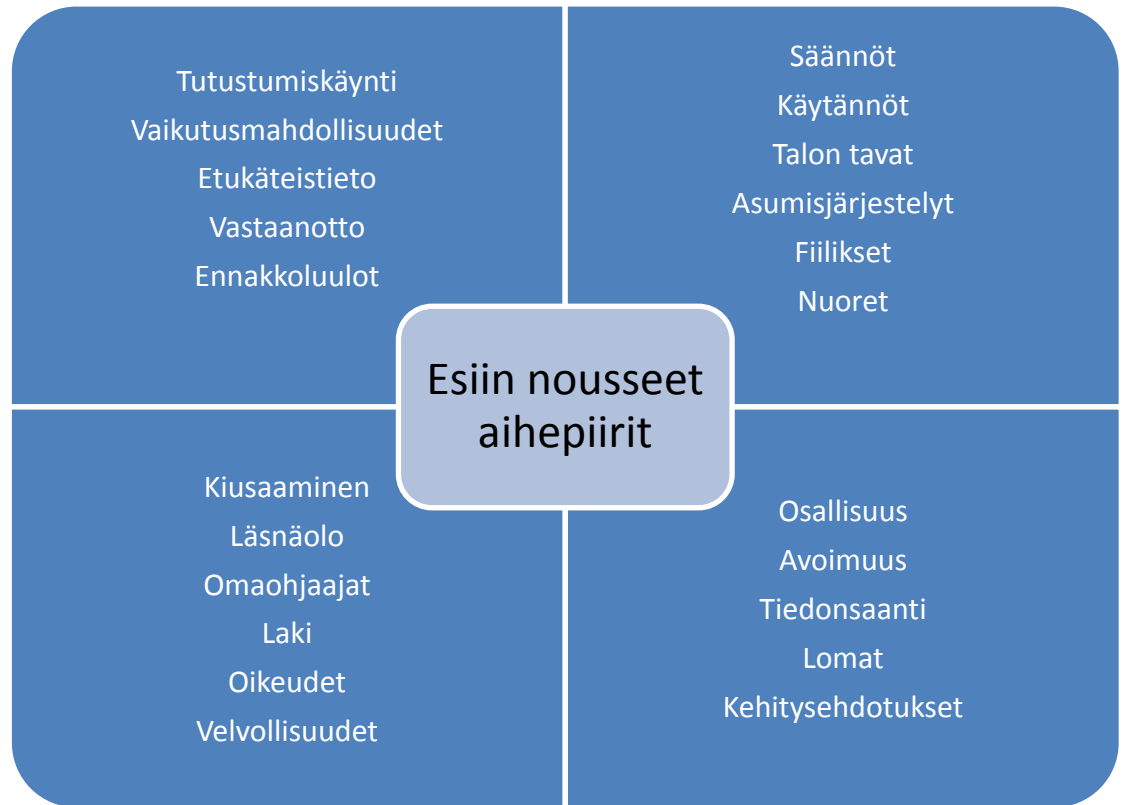 Tutustumiskäynti
Vaikutusmahdollisuudet
Etukäteistieto
Vastaanotto
Ennakkoluulot
Säännöt
Käytännöt
Talon tavat
Asumisjärjestelyt
Fiilikset
Nuoret
Esiin nousseet
aihepiirit
Kiusaaminen
Läsnäolo
Omaohjaajat
Laki
Oikeudet
Velvollisuudet
Osallisuus
Avoimuus
Tiedonsaanti
Lomat
Kehitysehdotukset